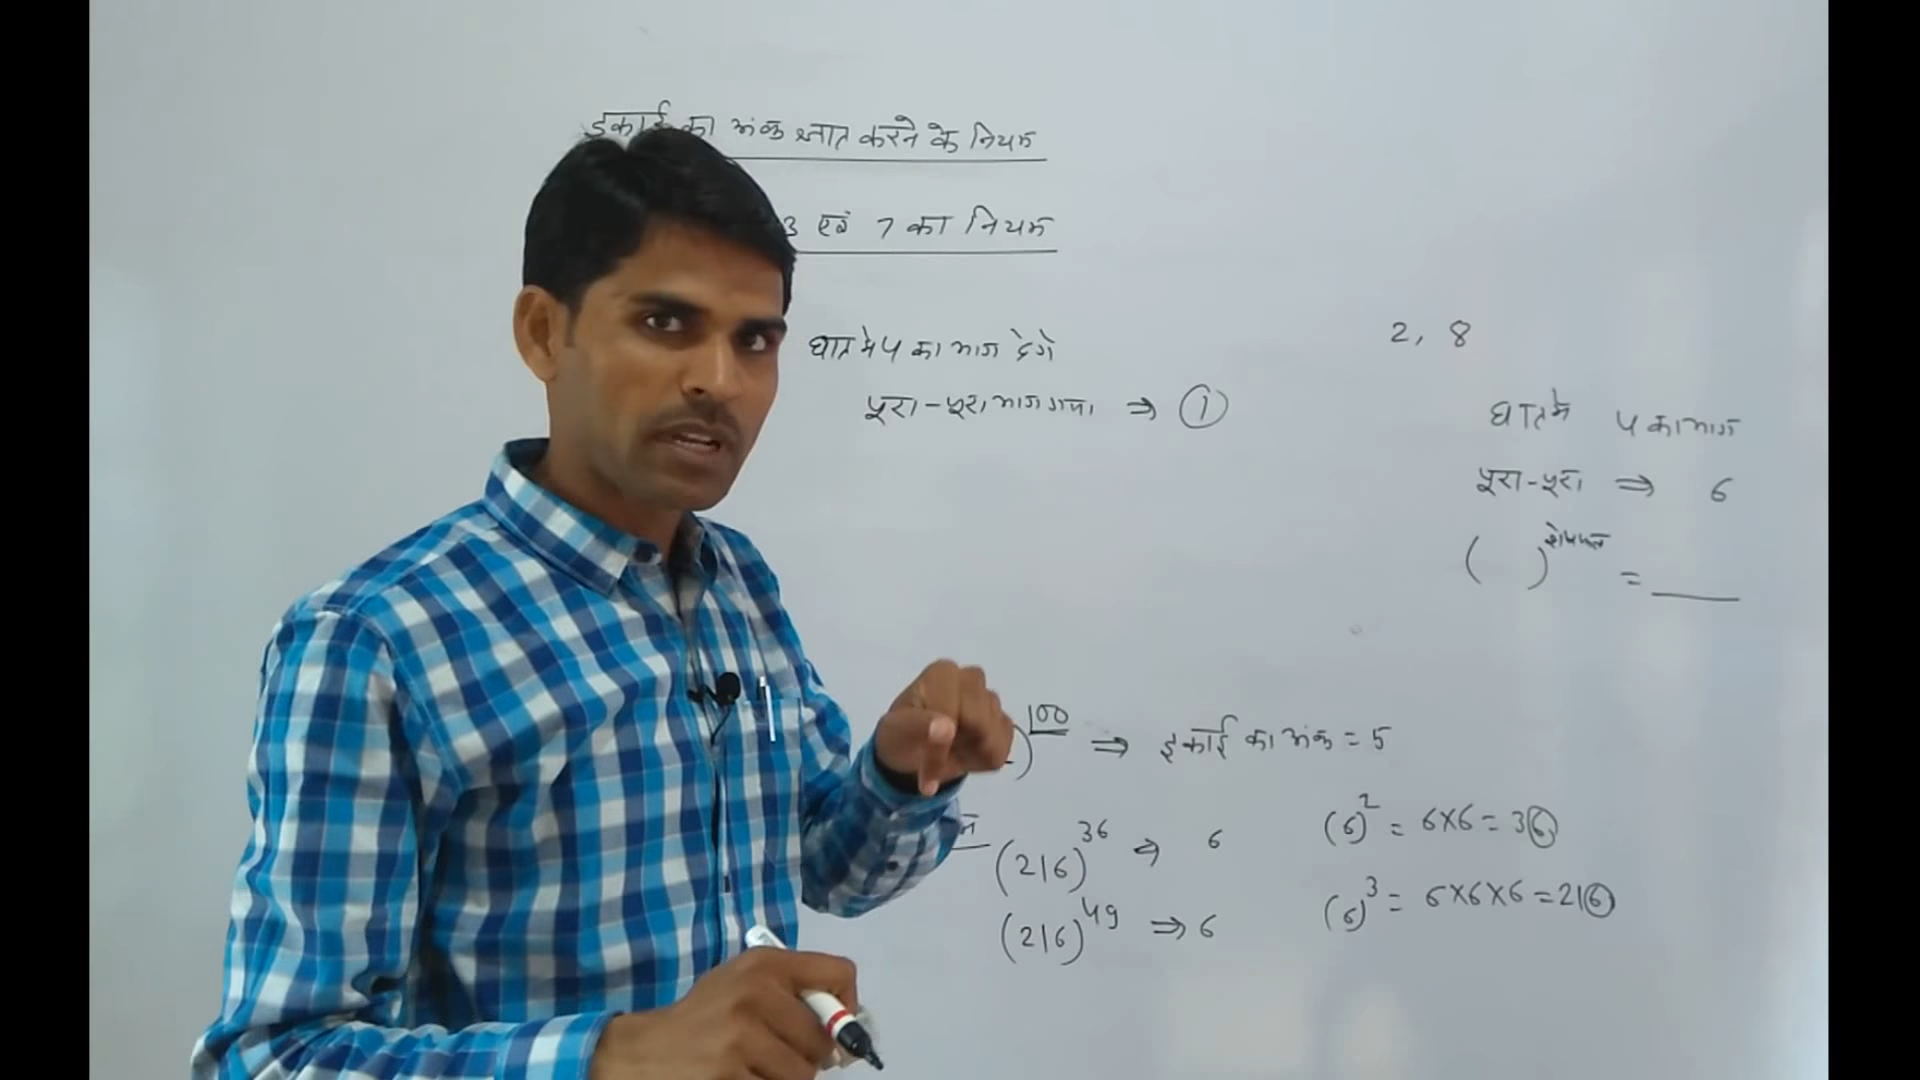 इकाई का अंक ज्ञात करने के नियम
3 एवं 7 का नियम
घात मे 4 का भाग देंगे
पूरा-पूरा भाग गया ⇒ 1
2, 8
घात मे 4 का भाग
पूरा-पूरा ⇒ 6
( )^शेषफल = ____
)^100 ⇒ इकाई का अंक = 5
(216)^36 ⇒ 6
(216)^49 ⇒ 6
(6)^2 = 6×6 = 36
(6)^3 = 6×6×6 = 216